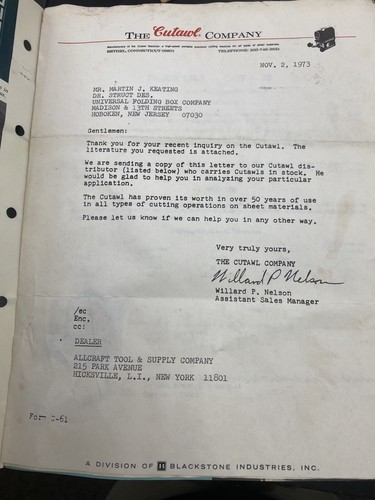 THE Cutawl COMPANY
BETHEL, CONNECTICUT 06801
NOV. 2, 1973
MR. MARTIN J. KEATING
DR. STRUCT DES.
UNIVERSAL FOLDING BOX COMPANY
MADISON & 13TH STREETS
HOBOKEN, NEW JERSEY 07030
Gentlemen:
Thank you for your recent inquiry on the Cutawl. The
literature you requested is attached.
We are sending a copy of this letter to our Cutawl dis-
tributor (listed below) who carries Cutawls in stock. He
would be glad to help you in analyzing your particular
application.
The Cutawl has proven its worth in over 50 years of use
in all types of cutting operations on sheet materials.
Please let us know if we can help you in any other way.
Very truly yours,
THE CUTAWL COMPANY
Willard P. Nelson
Willard P. Nelson
Assistant Sales Manager
/ec
Enc.
cc:
DEALER
ALLCRAFT TOOL & SUPPLY COMPANY
215 PARK AVENUE
HICKSVILLE, L.I., NEW YORK 11801
A DIVISION OF BLACKSTONE INDUSTRIES, INC.